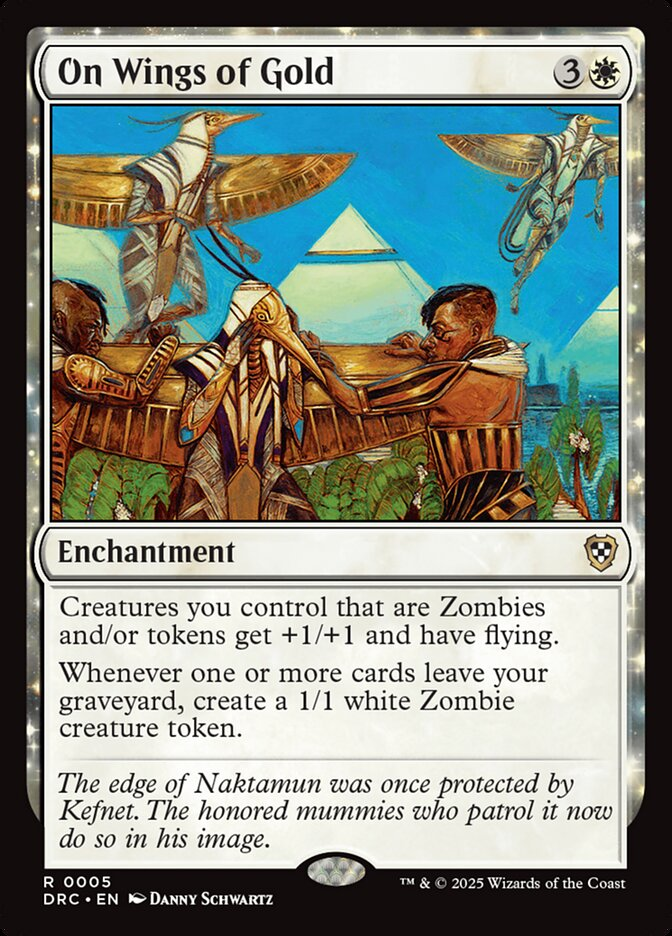 On Wings of Gold 3
Enchantment
Creatures you control that are Zombies
and/or tokens get +1/+1 and have flying.
Whenever one or more cards leave your
graveyard, create a 1/1 white Zombie
creature token.
The edge of Naktamun was once protected by
Kefnet. The honored mummies who patrol it now
do so in his image.
R 0005
DRC • EN Danny Schwartz
™ & © 2025 Wizards of the Coast